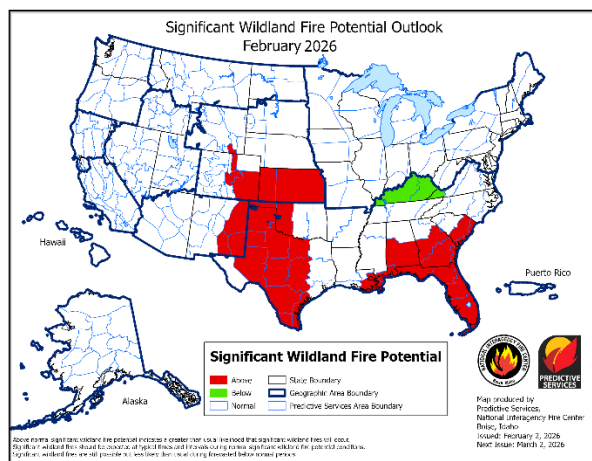 Significant Wildland Fire Potential Outlook
February 2026
Hawaii
Puerto Rico
Alaska
Significant Wildland Fire Potential
Above
Below
Normal
State Boundary
Geographic Area Boundary
Predictive Services Area Boundary
NATIONAL INTERAGENCY FIRE CENTER
PREDICTIVE
SERVICES
Map produced by
Predictive Services,
National Interagency Fire Center
Boise, Idaho
Issued: February 2, 2026
Next Issue: March 2, 2026
Above normal significant wildland fire potential indicates a greater than usual likelihood that significant wildland fires will occur.
Significant wildland fires should be expected at typical times and intervals during normal significant wildland fire potential conditions.
Significant wildland fires are still possible but less likely than usual during forecasted below normal periods.